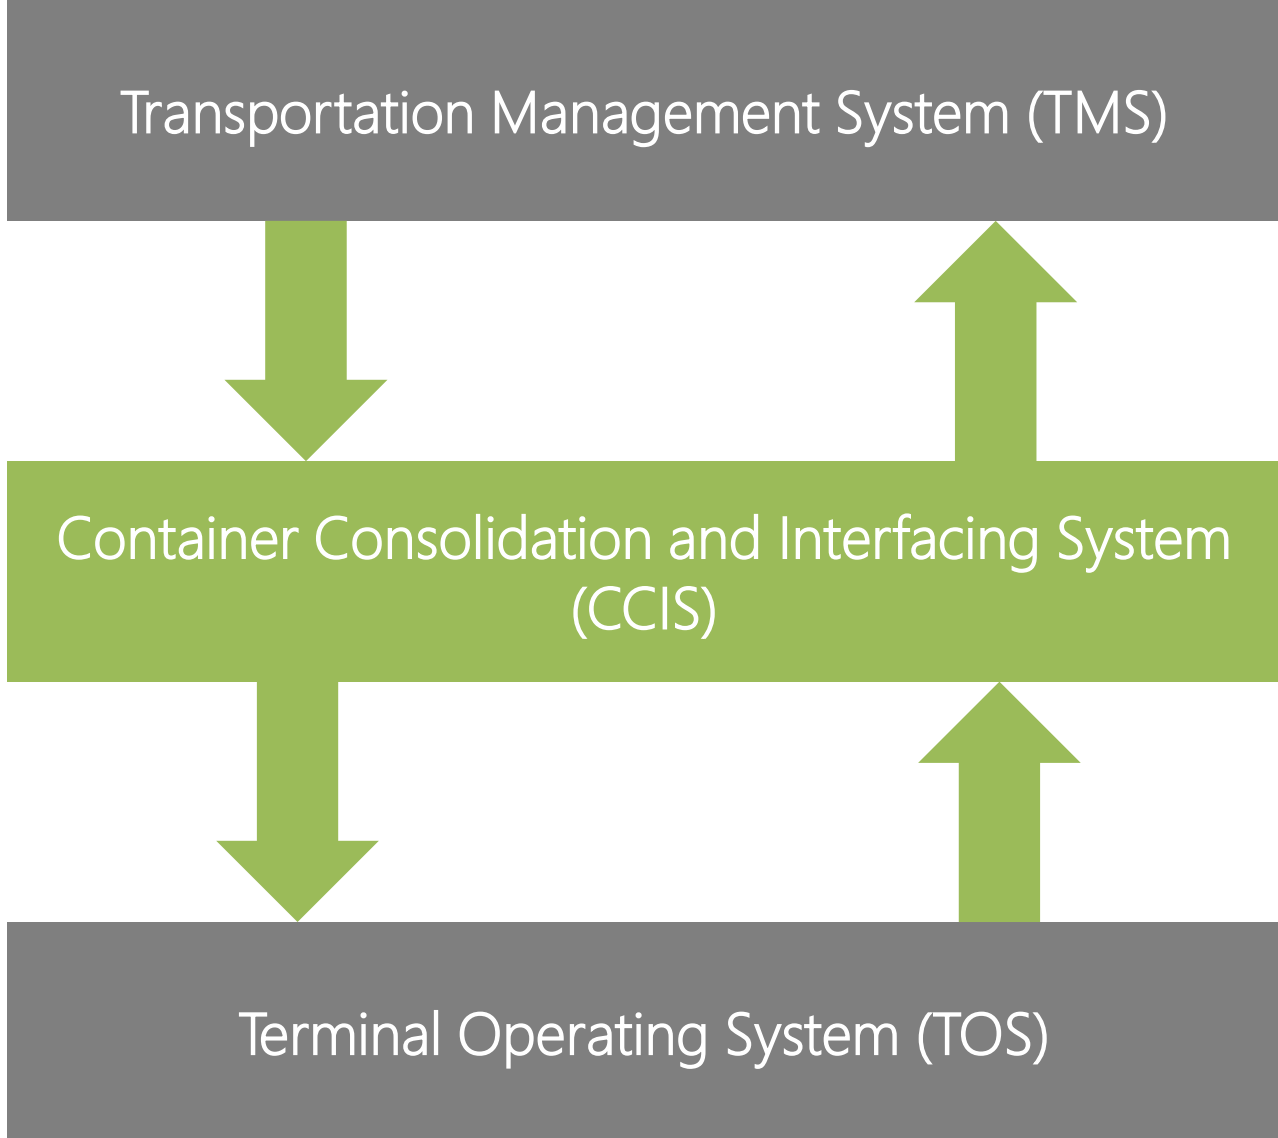 Transportation Management System (TMS)
Container Consolidation and Interfacing System
(CCIS)
Terminal Operating System (TOS)